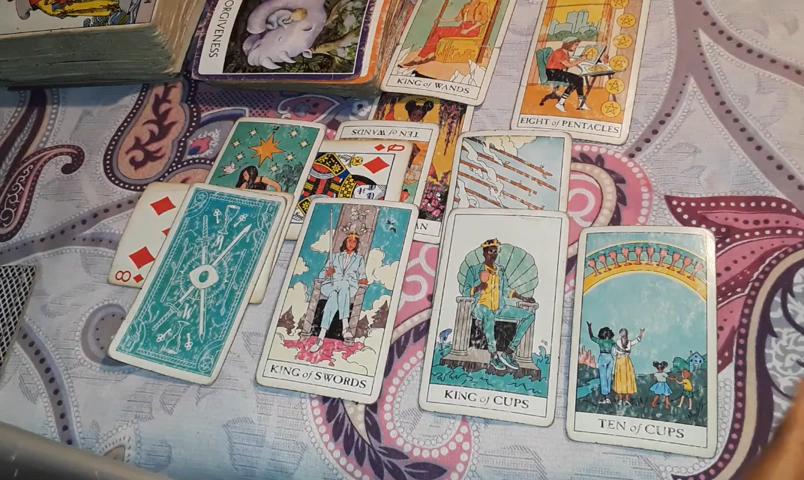 FORGIVENESS
KING of WANDS
EIGHT of PENTACLES
TEN of WANDS
8
KING of SWORDS
KING of CUPS
TEN of CUPS